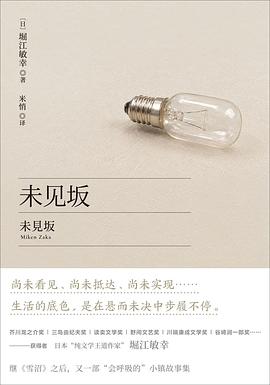 ［日］堀江敏幸 著
米悄 译
未见坂
未見坂
Miken Zaka
尚未看见、尚未抵达、尚未实现……
生活的底色，是在悬而未决中步履不停。
芥川龙之介奖｜三岛由纪夫奖｜读卖文学奖｜野间文艺奖｜川端康成文学奖｜谷崎润一郎奖……
——获得者 日本“纯文学王道作家” 堀江敏幸
继《雪沼》之后，又一部“会呼吸的”小镇故事集